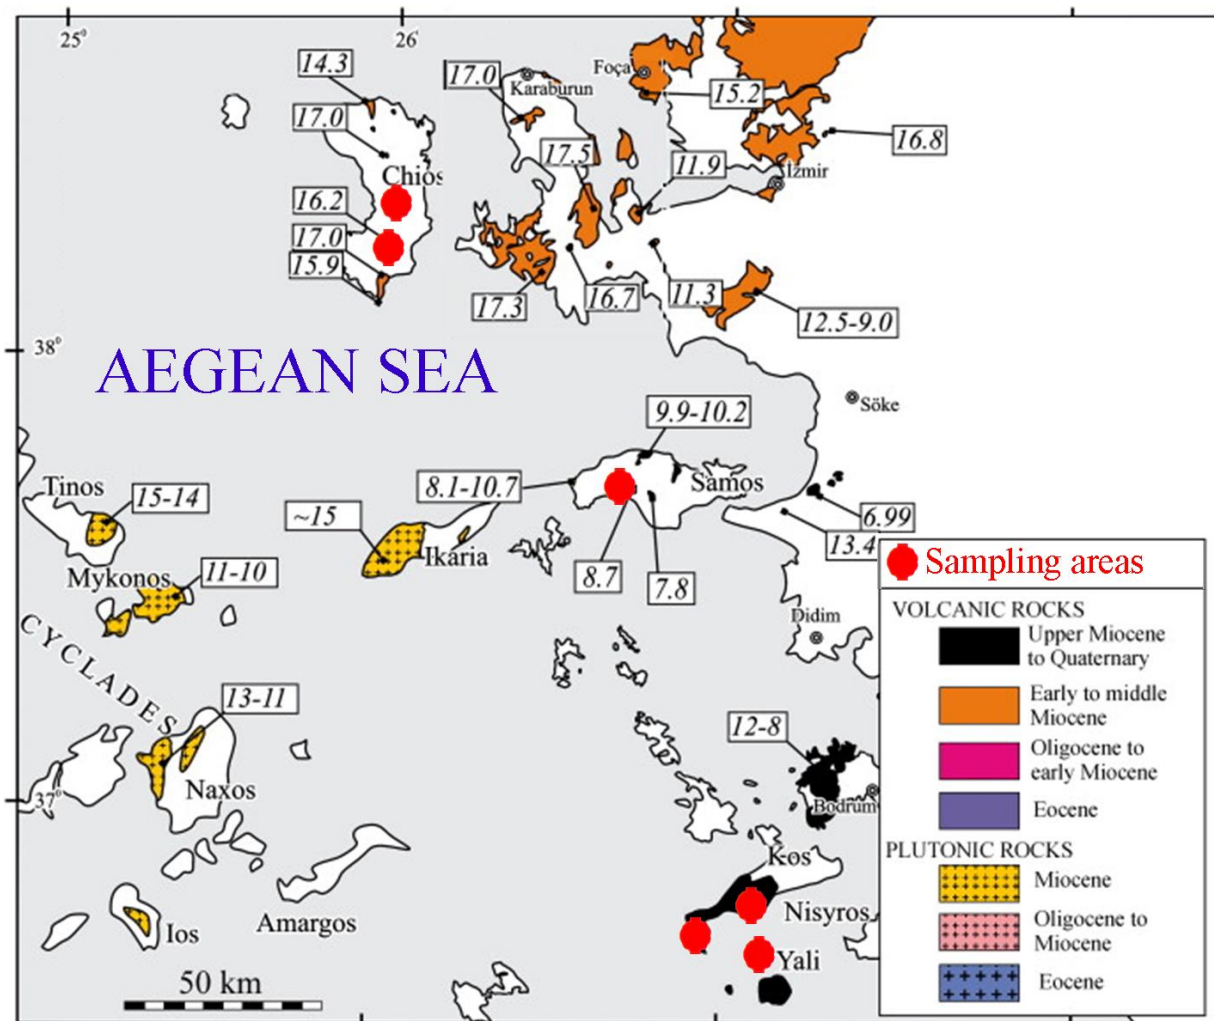 25⁰
26
14.3
17.0
Karaburun
Foça
15.2
17.0
16.8
17.5
11.9
Chios
İzmir
16.2
17.0
15.9
17.3
16.7
11.3
12.5-9.0
38⁰
AEGEAN SEA
Söke
9.9-10.2
Tinos
15-14
8.1-10.7
Samos
~15
6.99
Ikaria
13.4
Mykonos
11-10
8.7
7.8
Didim
CYCLADES
13-11
12-8
Naxos
37⁰
Bodrum
Kos
Nisyros
Amargos
Ios
Yali
50 km
Sampling areas
VOLCANIC ROCKS
Upper Miocene
to Quaternary
Early to middle
Miocene
Oligocene to
early Miocene
Eocene
PLUTONIC ROCKS
Miocene
Oligocene to
Miocene
Eocene